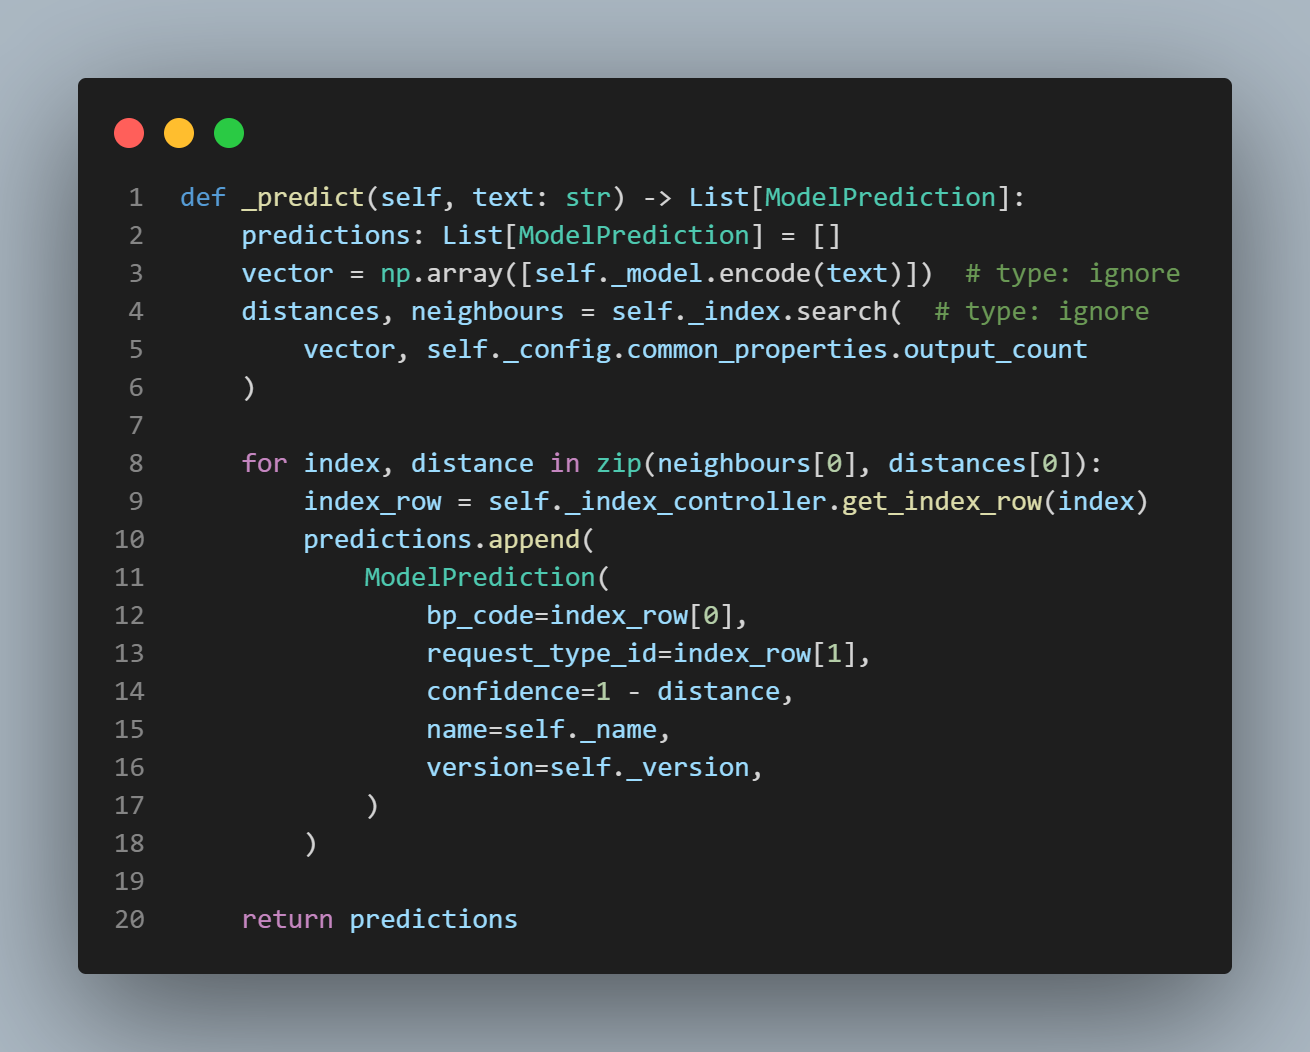 1 def _predict(self, text: str) -> List[ModelPrediction]:
2     predictions: List[ModelPrediction] = []
3     vector = np.array([self._model.encode(text)])  # type: ignore
4     distances, neighbours = self._index.search(  # type: ignore
5         vector, self._config.common_properties.output_count
6     )
7
8     for index, distance in zip(neighbours[0], distances[0]):
9         index_row = self._index_controller.get_index_row(index)
10         predictions.append(
11             ModelPrediction(
12                 bp_code=index_row[0],
13                 request_type_id=index_row[1],
14                 confidence=1 - distance,
15                 name=self._name,
16                 version=self._version,
17             )
18         )
19
20     return predictions